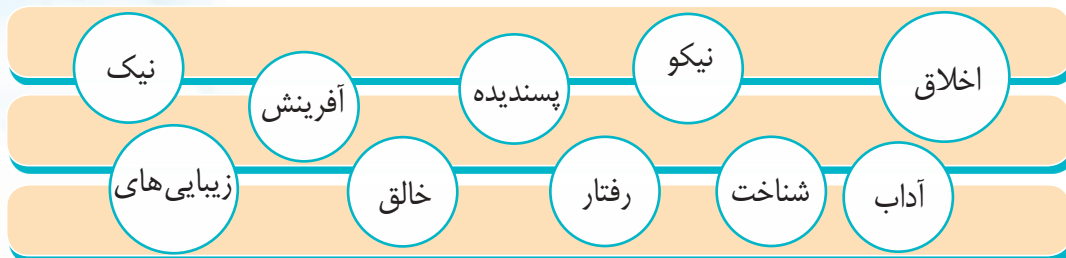 اخلاق نیکو پسندیده آفرینش نیک
آداب شناخت رفتار خالق زیبایی‌های